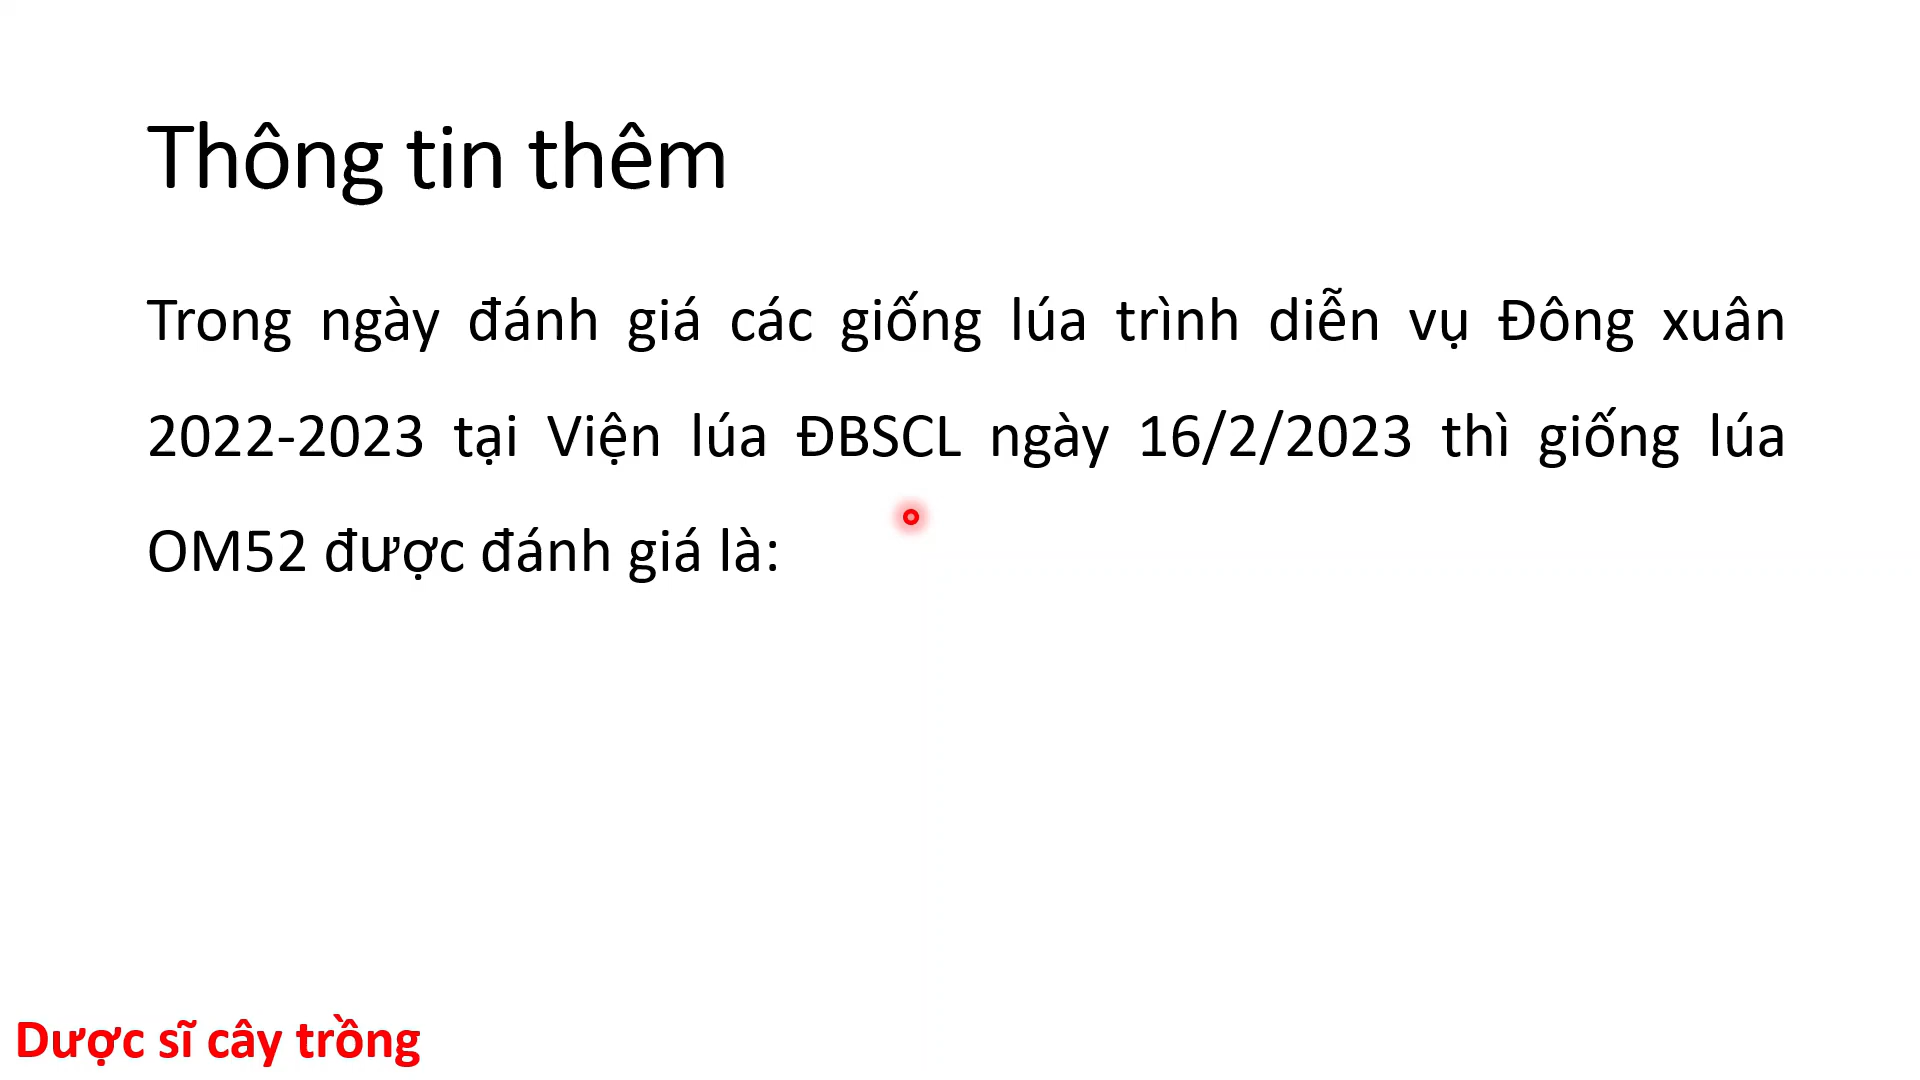 Thông tin thêm
Trong ngày đánh giá các giống lúa trình diễn vụ Đông xuân
2022-2023 tại Viện lúa ĐBSCL ngày 16/2/2023 thì giống lúa
OM52 được đánh giá là:
Dược sĩ cây trồng